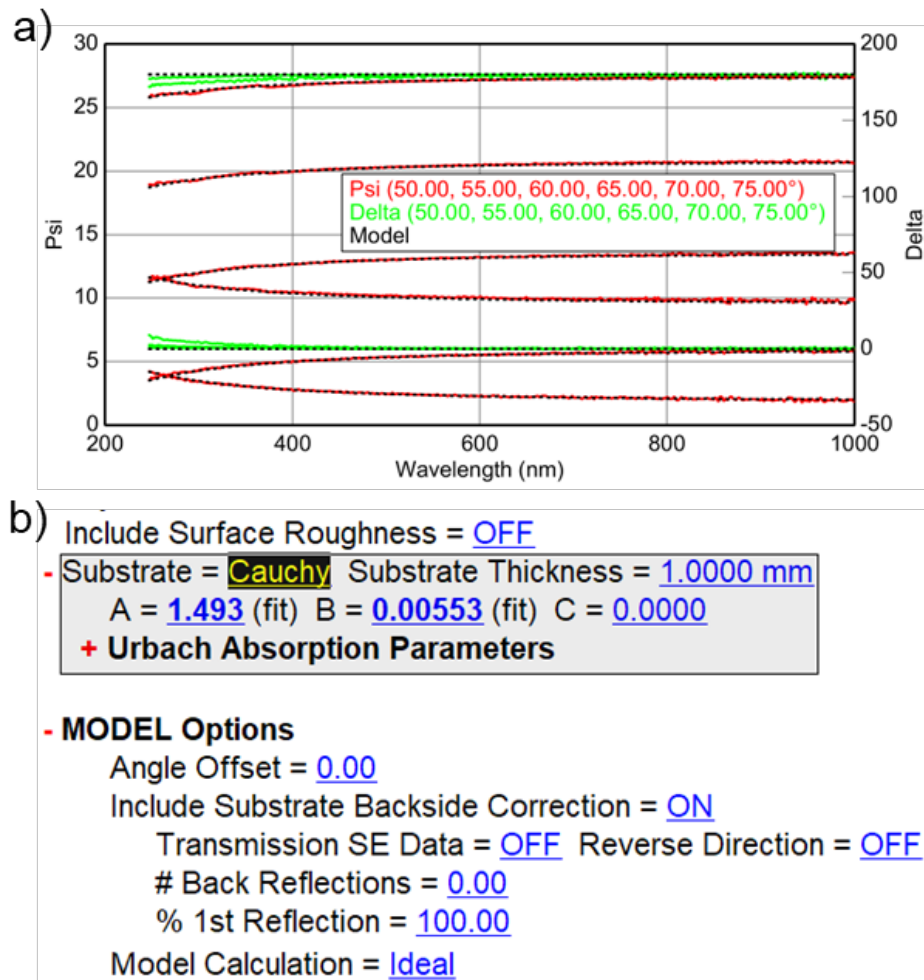 a)
30
25
20
15
10
5
0
Psi
200
150
100
50
0
-50
Delta
Psi (50.00, 55.00, 60.00, 65.00, 70.00, 75.00°)
Delta (50.00, 55.00, 60.00, 65.00, 70.00, 75.00°)
Model
200 400 600 800 1000
Wavelength (nm)
b)
Include Surface Roughness = OFF
- Substrate = Cauchy Substrate Thickness = 1.0000 mm
A = 1.493 (fit) B = 0.00553 (fit) C = 0.0000
+ Urbach Absorption Parameters
- MODEL Options
Angle Offset = 0.00
Include Substrate Backside Correction = ON
Transmission SE Data = OFF Reverse Direction = OFF
# Back Reflections = 0.00
% 1st Reflection = 100.00
Model Calculation = Ideal